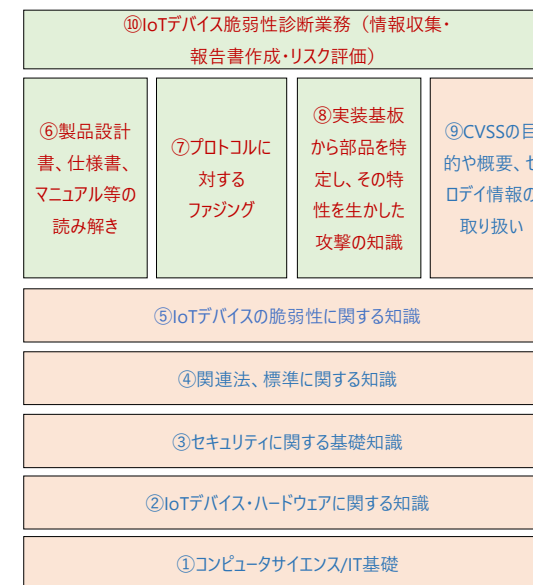 ⑩IoTデバイス脆弱性診断業務（情報収集・
報告書作成・リスク評価）
⑥製品設計
書、仕様書、
マニュアル等の
読み解き
⑦プロトコルに
対する
ファジング
⑧実装基板
から部品を特
定し、その特
性を生かした
攻撃の知識
⑨CVSSの目
的や概要、ゼ
ロデイ情報の
取り扱い
⑤IoTデバイスの脆弱性に関する知識
④関連法、標準に関する知識
③セキュリティに関する基礎知識
②IoTデバイス・ハードウェアに関する知識
①コンピュータサイエンス/IT基礎